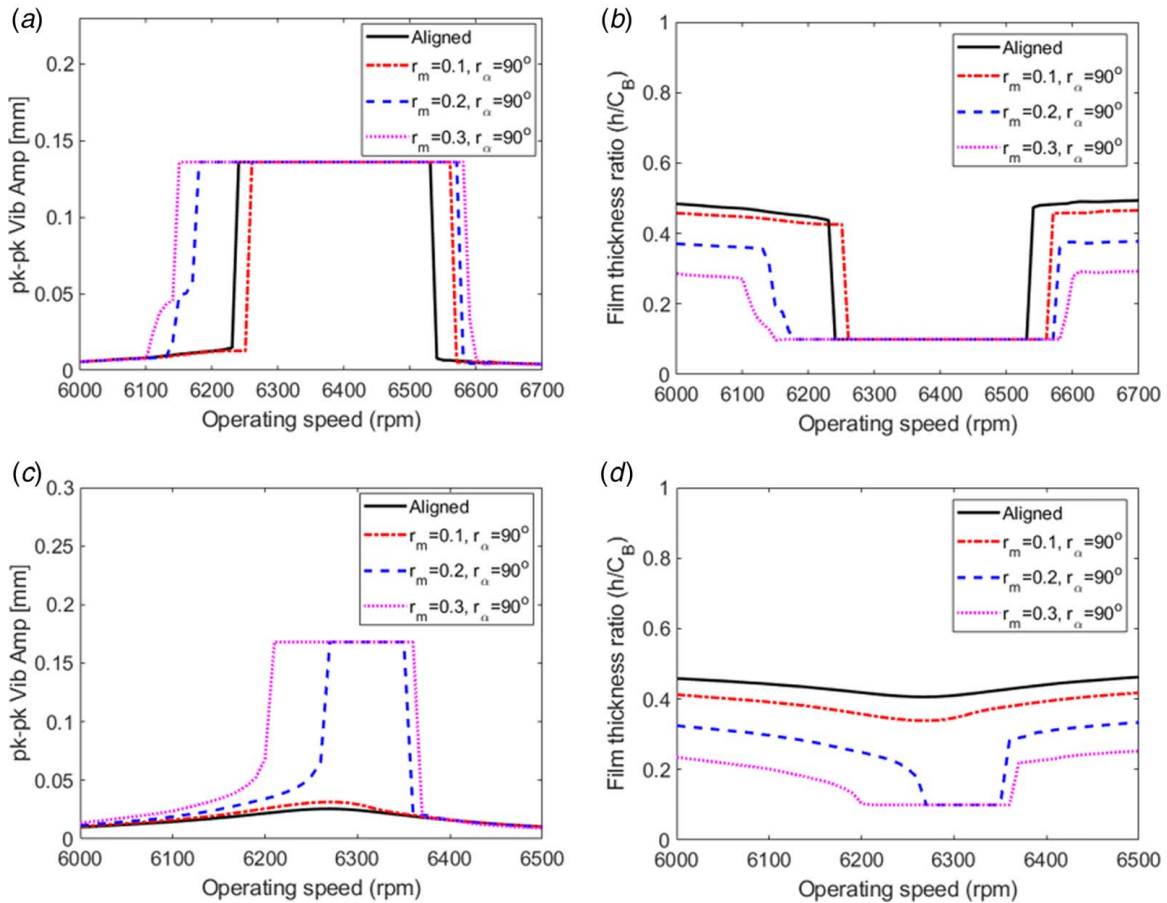 (a)
pk-pk Vib Amp [mm]
0.2
0.15
0.1
0.05
0
Aligned
r_m=0.1, r_α=90°
r_m=0.2, r_α=90°
r_m=0.3, r_α=90°
6000 6100 6200 6300 6400 6500 6600 6700
Operating speed (rpm)
(b)
Film thickness ratio (h/C_B)
1
0.8
0.6
0.4
0.2
0
Aligned
r_m=0.1, r_α=90°
r_m=0.2, r_α=90°
r_m=0.3, r_α=90°
6000 6100 6200 6300 6400 6500 6600 6700
Operating speed (rpm)
(c)
pk-pk Vib Amp [mm]
0.3
0.25
0.2
0.15
0.1
0.05
0
Aligned
r_m=0.1, r_α=90°
r_m=0.2, r_α=90°
r_m=0.3, r_α=90°
6000 6100 6200 6300 6400 6500
Operating speed (rpm)
(d)
Film thickness ratio (h/C_B)
1
0.8
0.6
0.4
0.2
0
Aligned
r_m=0.1, r_α=90°
r_m=0.2, r_α=90°
r_m=0.3, r_α=90°
6000 6100 6200 6300 6400 6500
Operating speed (rpm)